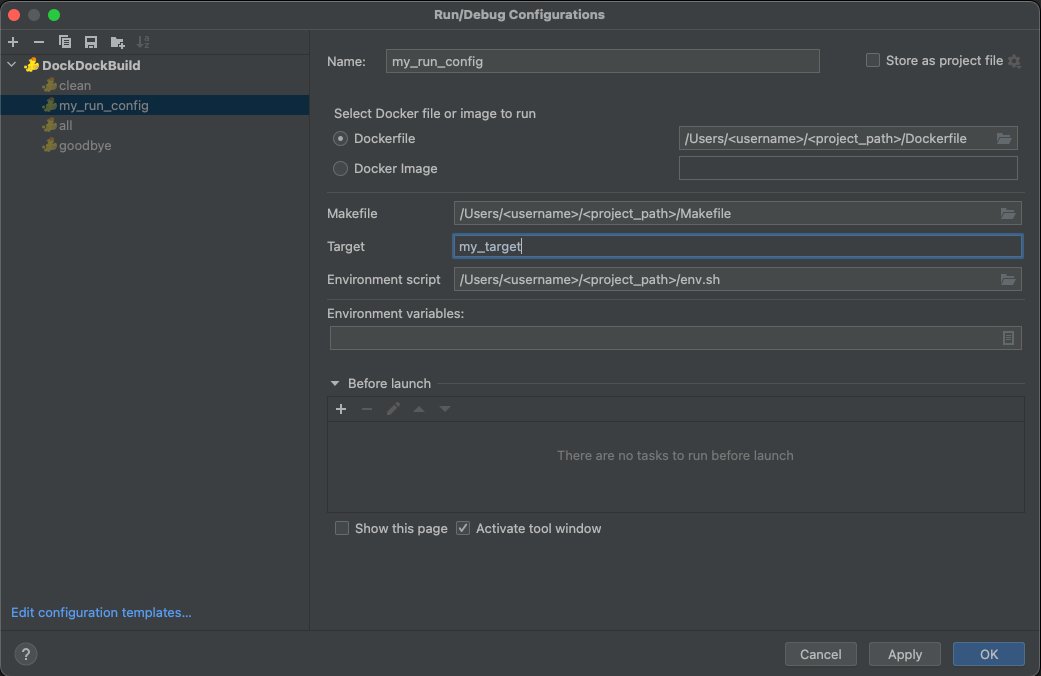 Run/Debug Configurations
DockDockBuild
clean
my_run_config
all
goodbye
Edit configuration templates...
Name: my_run_config Store as project file
Select Docker file or image to run
Dockerfile /Users/<username>/<project_path>/Dockerfile
Docker Image
Makefile /Users/<username>/<project_path>/Makefile
Target my_target
Environment script /Users/<username>/<project_path>/env.sh
Environment variables:
Before launch
There are no tasks to run before launch
Show this page Activate tool window
? Cancel Apply OK